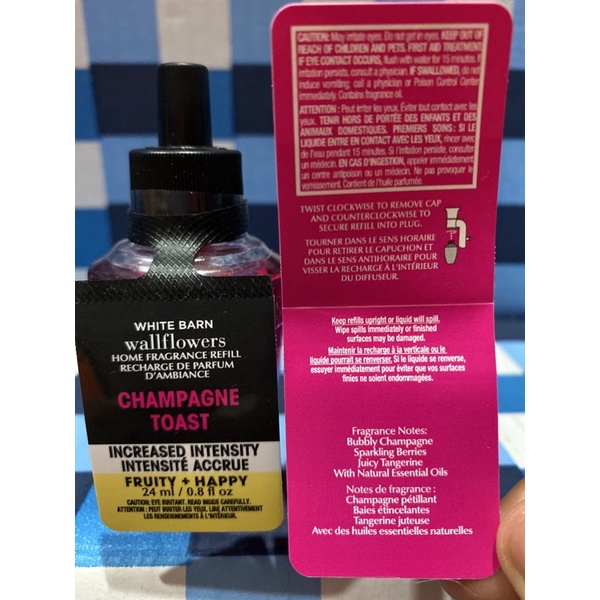 WHITE BARN
wallflowers
HOME FRAGRANCE REFILL
RECHARGE DE PARFUM
D'AMBIANCE
CHAMPAGNE
TOAST
INCREASED INTENSITY
INTENSITÉ ACCRUE
FRUITY + HAPPY
24 ml / 0.8 fl oz
CAUTION: EYE IRRITANT. READ INSIDE CAREFULLY.
ATTENTION : PEUT IRRITER LES YEUX. LIRE ATTENTIVEMENT
LES RENSEIGNEMENTS À L'INTÉRIEUR.
CAUTION: May irritate eyes. Do not get in eyes. KEEP OUT OF
REACH OF CHILDREN AND PETS. FIRST AID TREATMENT:
IF EYE CONTACT OCCURS, flush with water for 15 minutes. If
irritation persists, consult a physician. IF SWALLOWED, do not
induce vomiting; call a physician or Poison Control Center
immediately. Contains fragrance oil.
ATTENTION : Peut irriter les yeux. Éviter tout contact avec les
yeux. TENIR HORS DE PORTÉE DES ENFANTS ET DES
ANIMAUX DOMESTIQUES. PREMIERS SOINS : SI LE
LIQUIDE ENTRE EN CONTACT AVEC LES YEUX, rincer avec
de l'eau pendant 15 minutes. Si l'irritation persiste, consulter
un médecin. EN CAS D'INGESTION, appeler immédiatement
un centre antipoison ou un médecin. Ne pas provoquer le
vomissement. Contient de l'huile parfumée.
TWIST CLOCKWISE TO REMOVE CAP
AND COUNTERCLOCKWISE TO
SECURE REFILL INTO PLUG.
TOURNER DANS LE SENS HORAIRE
POUR RETIRER LE CAPUCHON ET
DANS LE SENS ANTIHORAIRE POUR
VISSER LA RECHARGE À L'INTÉRIEUR
DU DIFFUSEUR.
Keep refills upright or liquid will spill.
Wipe spills immediately or finished
surfaces may be damaged.
Maintenir la recharge à la verticale ou le
liquide pourrait se renverser. Si le liquide se renverse,
essuyer immédiatement pour éviter que vos surfaces
finies ne soient endommagées.
Fragrance Notes:
Bubbly Champagne
Sparkling Berries
Juicy Tangerine
With Natural Essential Oils
Notes de fragrance :
Champagne pétillant
Baies étincelantes
Tangerine juteuse
Avec des huiles essentielles naturelles